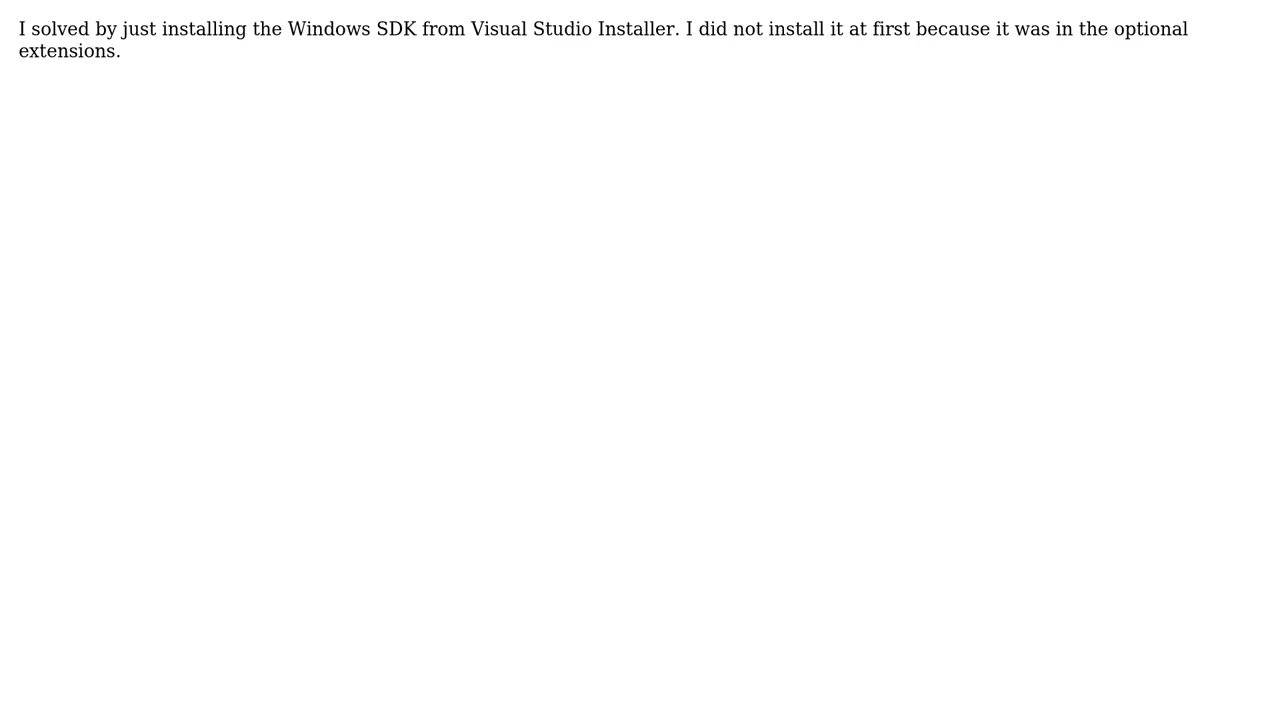 I solved by just installing the Windows SDK from Visual Studio Installer. I did not install it at first because it was in the optional
extensions.